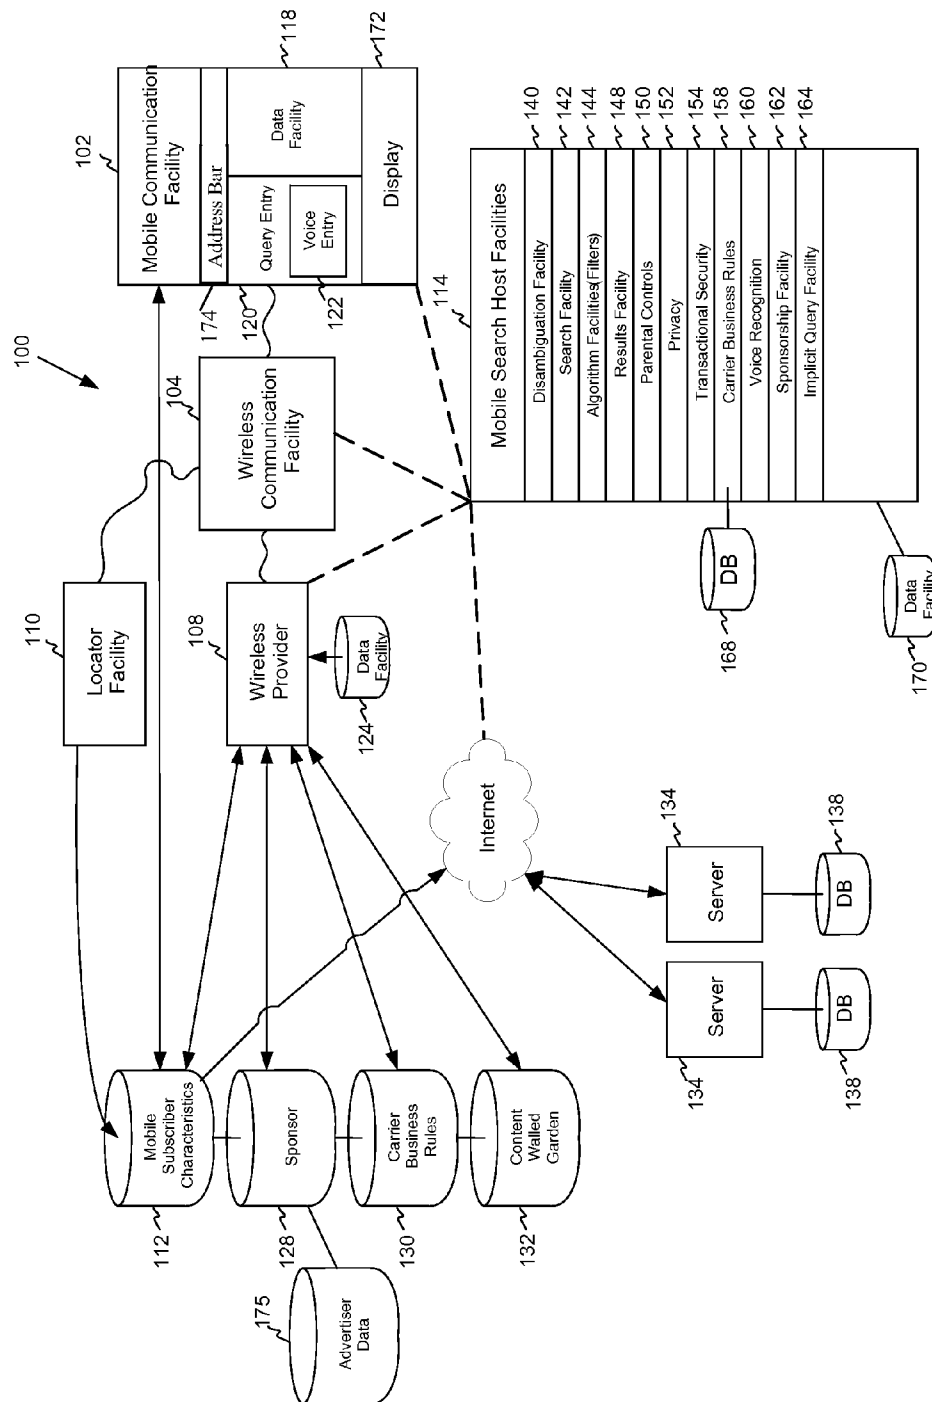 100
102
Mobile Communication
Facility
Address Bar
174
Query Entry
120
Voice
Entry
122
Data
Facility
118
Display
172
104
Wireless
Communication
Facility
110
Locator
Facility
108
Wireless
Provider
Data
Facility
124
Mobile
Subscriber
Characteristics
112
Sponsor
128
Carrier
Business
Rules
130
Content
Walled
Garden
132
175
Advertiser
Data
Internet
134
Server
138
DB
134
Server
138
DB
114
Mobile Search Host Facilities
Disambiguation Facility
140
Search Facility
142
Algorithm Facilities(Filters)
144
Results Facility
148
Parental Controls
150
Privacy
152
Transactional Security
154
Carrier Business Rules
158
Voice Recognition
160
Sponsorship Facility
162
Implicit Query Facility
164
DB
168
Data
Facility
170